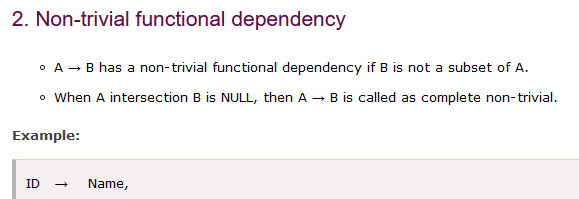 2. Non-trivial functional dependency
∘ A → B has a non-trivial functional dependency if B is not a subset of A.
∘ When A intersection B is NULL, then A → B is called as complete non-trivial.
Example:
ID → Name,